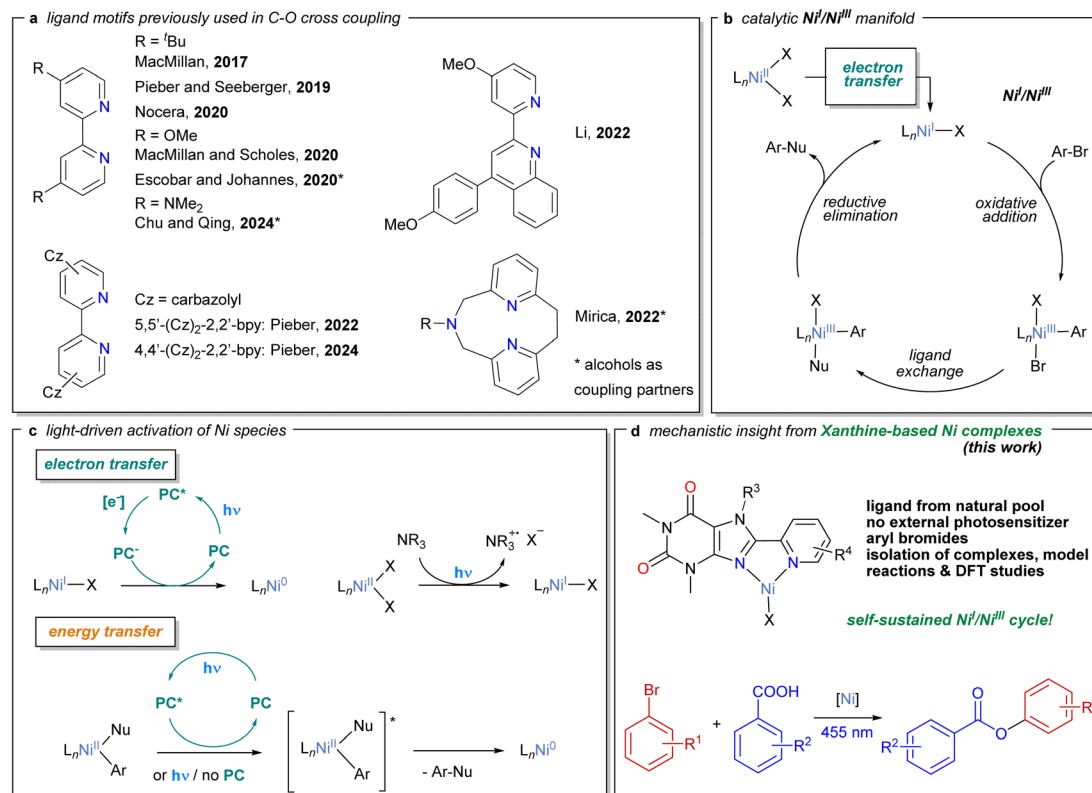 a ligand motifs previously used in C-O cross coupling
R
N
N
R
R = tBu
MacMillan, 2017
Pieber and Seeberger, 2019
Nocera, 2020
R = OMe
MacMillan and Scholes, 2020
Escobar and Johannes, 2020*
R = NMe2
Chu and Qing, 2024*
MeO
N
N
MeO
Li, 2022
Cz
N
N
Cz
Cz = carbazolyl
5,5'-(Cz)2-2,2'-bpy: Pieber, 2022
4,4'-(Cz)2-2,2'-bpy: Pieber, 2024
R
N
N
N
Mirica, 2022*
* alcohols as
coupling partners
b catalytic NiI/NiIII manifold
X
LnNiII
X
electron
transfer
NiI/NiIII
LnNiI X
Ar-Nu
Ar-Br
reductive
elimination
oxidative
addition
X
LnNiIII Ar
Nu
X
LnNiIII Ar
Br
ligand
exchange
c light-driven activation of Ni species
electron transfer
[e-]
PC*
hν
PC-
PC
LnNiI X
LnNi0
X
LnNiII
X
NR3
NR3+• X−
hν
LnNiI X
energy transfer
hν
PC*
PC
Nu
LnNiII
Ar
or hν / no PC
Nu
LnNiII
Ar
*
- Ar-Nu
LnNi0
d mechanistic insight from Xanthine-based Ni complexes
(this work)
O
R3
N
N
O
N
N
N
R4
Ni
X
ligand from natural pool
no external photosensitizer
aryl bromides
isolation of complexes, model
reactions & DFT studies
self-sustained NiI/NiIII cycle!
Br
R1
+
COOH
R2
[Ni]
455 nm
O
R2
O